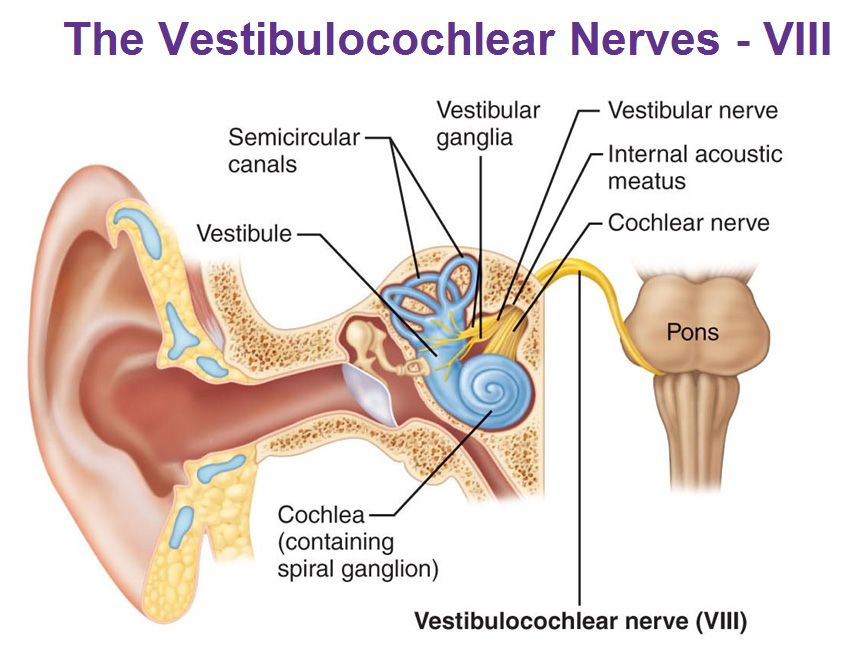 The Vestibulocochlear Nerves - VIII
Vestibular
ganglia
Vestibular nerve
Semicircular
canals
Internal acoustic
meatus
Vestibule
Cochlear nerve
Pons
Cochlea
(containing
spiral ganglion)
Vestibulocochlear nerve (VIII)